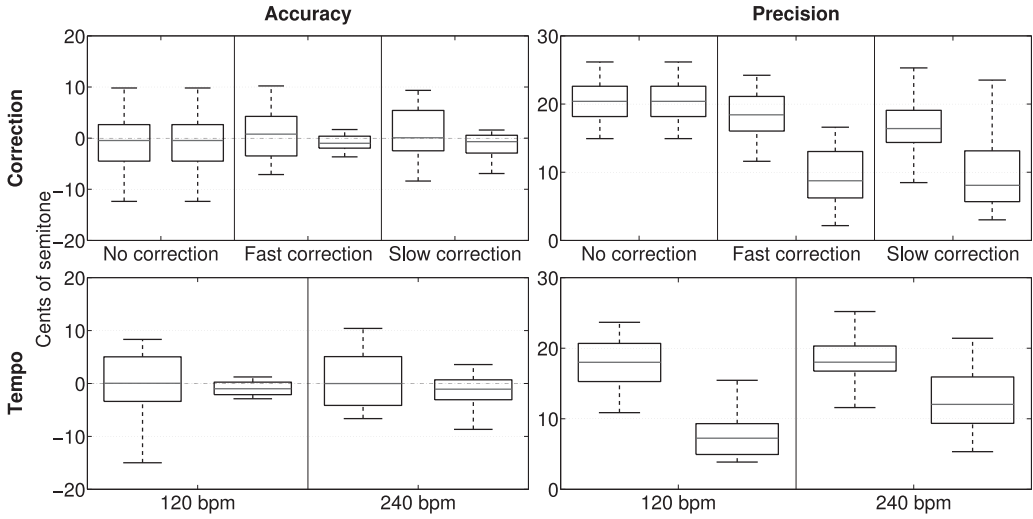 Accuracy Precision
Correction
Cents of semitone
20 30
10 20
0 10
−10
−20 0
No correction Fast correction Slow correction No correction Fast correction Slow correction
Tempo
20 30
10 20
0
−10 10
−20 0
120 bpm 240 bpm 120 bpm 240 bpm